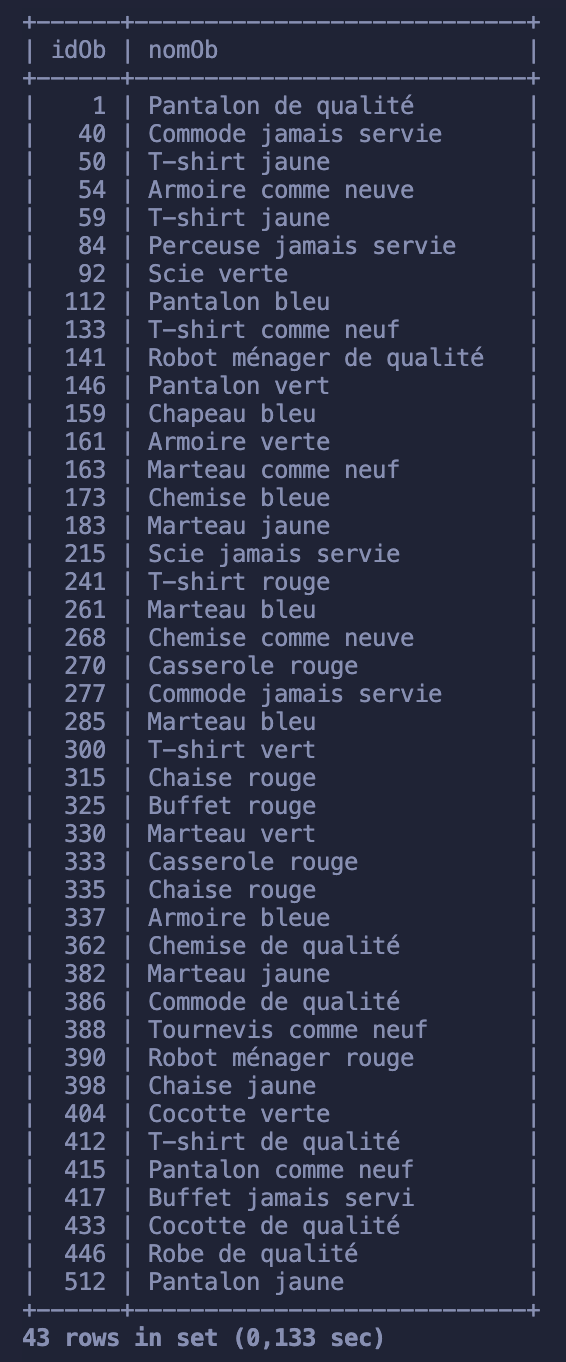 +------+-----------------------------+
| idOb | nomOb                       |
+------+-----------------------------+
|    1 | Pantalon de qualité         |
|   40 | Commode jamais servie       |
|   50 | T-shirt jaune               |
|   54 | Armoire comme neuve         |
|   59 | T-shirt jaune               |
|   84 | Perceuse jamais servie      |
|   92 | Scie verte                  |
|  112 | Pantalon bleu               |
|  133 | T-shirt comme neuf          |
|  141 | Robot ménager de qualité    |
|  146 | Pantalon vert               |
|  159 | Chapeau bleu                |
|  161 | Armoire verte               |
|  163 | Marteau comme neuf          |
|  173 | Chemise bleue               |
|  183 | Marteau jaune               |
|  215 | Scie jamais servie          |
|  241 | T-shirt rouge               |
|  261 | Marteau bleu                |
|  268 | Chemise comme neuve         |
|  270 | Casserole rouge             |
|  277 | Commode jamais servie       |
|  285 | Marteau bleu                |
|  300 | T-shirt vert                |
|  315 | Chaise rouge                |
|  325 | Buffet rouge                |
|  330 | Marteau vert                |
|  333 | Casserole rouge             |
|  335 | Chaise rouge                |
|  337 | Armoire bleue               |
|  362 | Chemise de qualité          |
|  382 | Marteau jaune               |
|  386 | Commode de qualité          |
|  388 | Tournevis comme neuf        |
|  390 | Robot ménager rouge         |
|  398 | Chaise jaune                |
|  404 | Cocotte verte               |
|  412 | T-shirt de qualité          |
|  415 | Pantalon comme neuf         |
|  417 | Buffet jamais servi         |
|  433 | Cocotte de qualité          |
|  446 | Robe de qualité             |
|  512 | Pantalon jaune              |
+------+-----------------------------+
43 rows in set (0,133 sec)